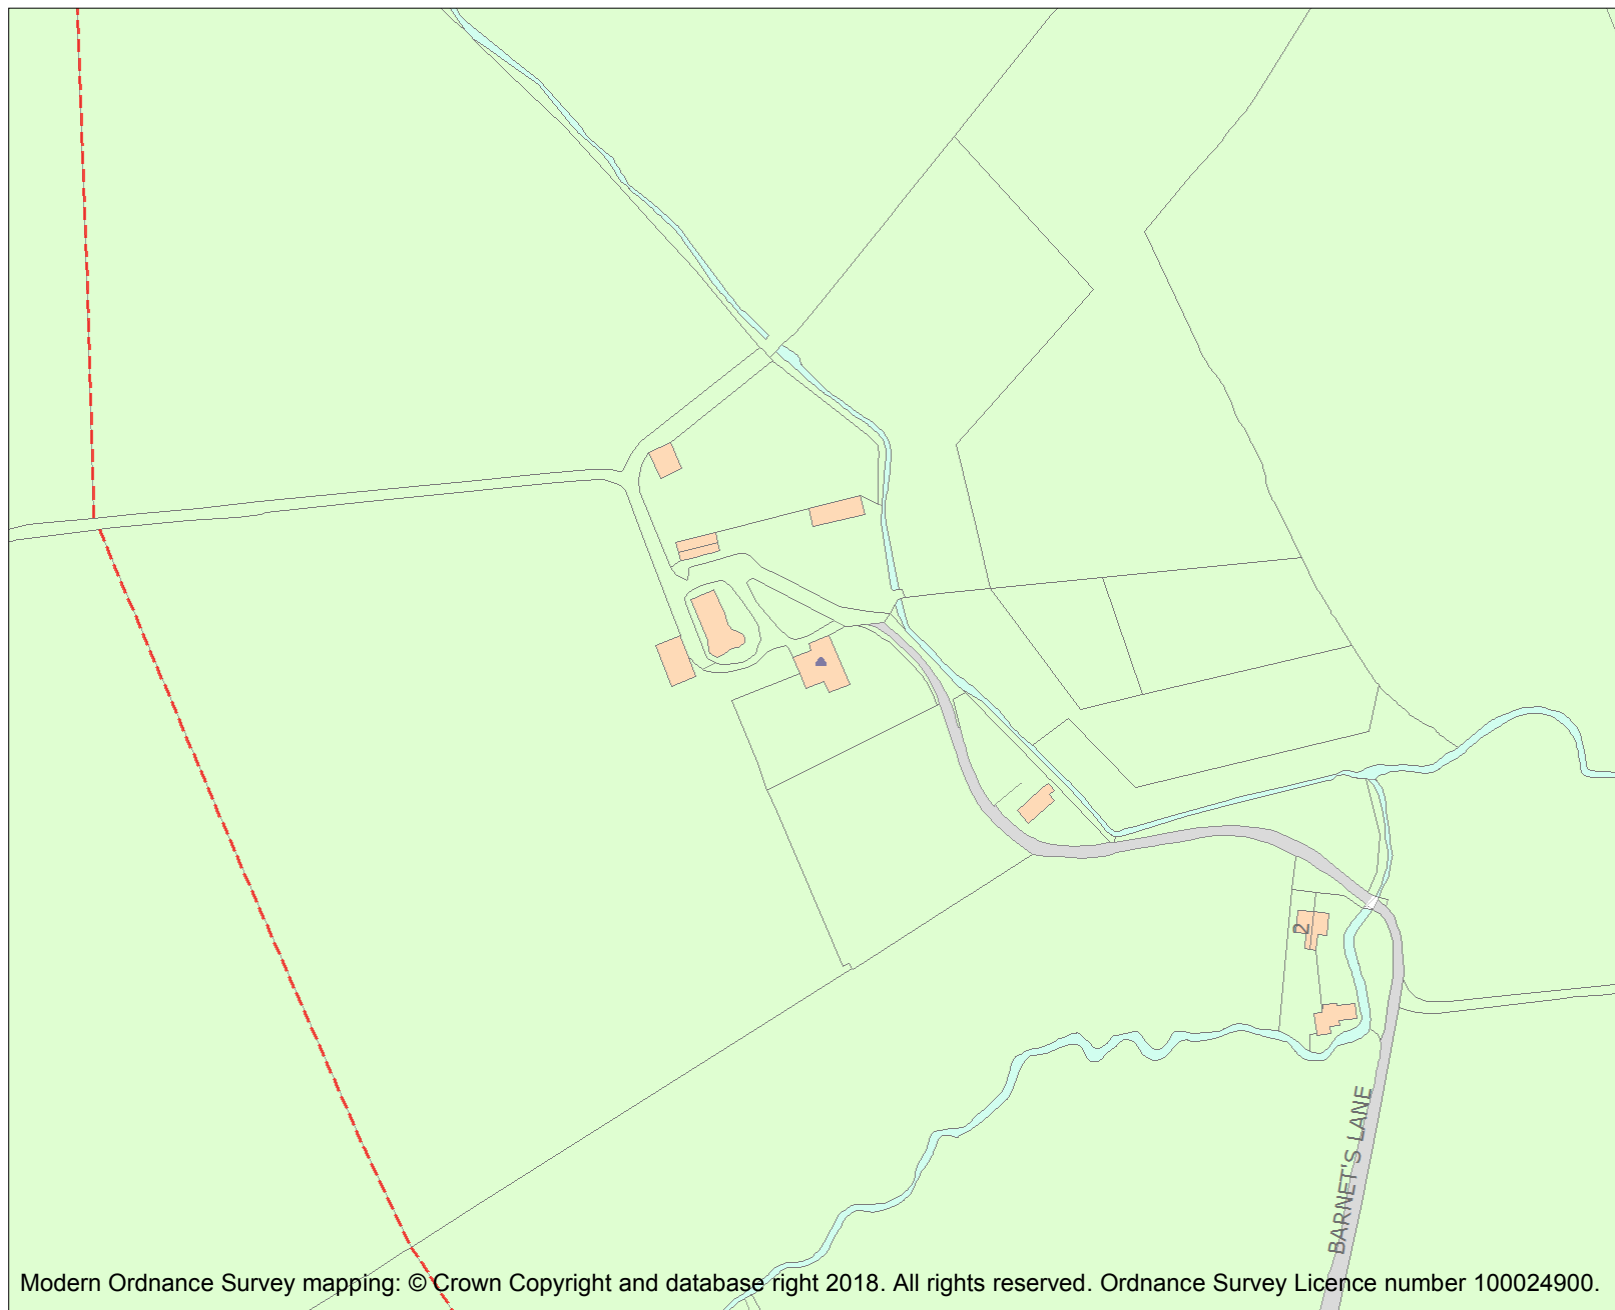 2
BARNET'S LANE
Modern Ordnance Survey mapping: © Crown Copyright and database right 2018. All rights reserved. Ordnance Survey Licence number 100024900.